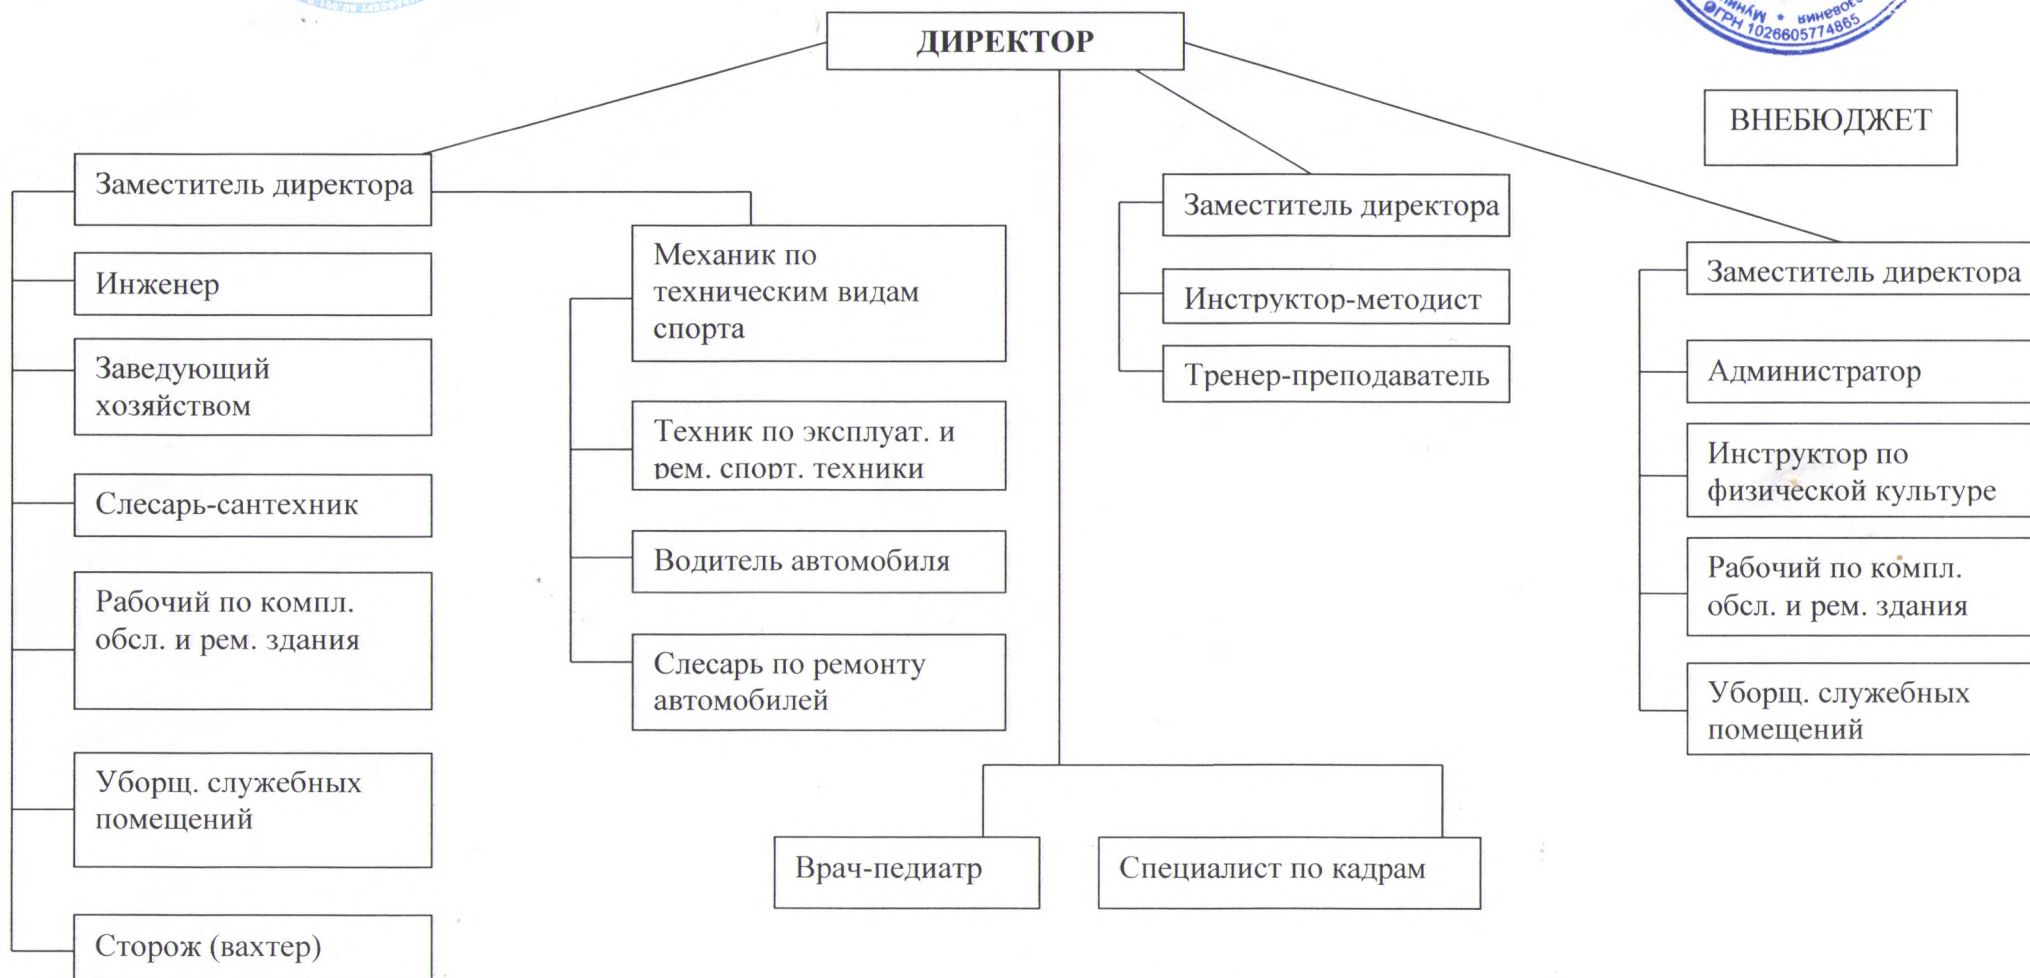 ДИРЕКТОР
ОГРН 1026605774865
ВНЕБЮДЖЕТ
Заместитель директора
Инженер
Заведующий
хозяйством
Слесарь-сантехник
Рабочий по компл.
обсл. и рем. здания
Уборщ. служебных
помещений
Сторож (вахтер)
Механик по
техническим видам
спорта
Техник по эксплуат. и
рем. спорт. техники
Водитель автомобиля
Слесарь по ремонту
автомобилей
Заместитель директора
Инструктор-методист
Тренер-преподаватель
Врач-педиатр
Специалист по кадрам
Заместитель директора
Администратор
Инструктор по
физической культуре
Рабочий по компл.
обсл. и рем. здания
Уборщ. служебных
помещений